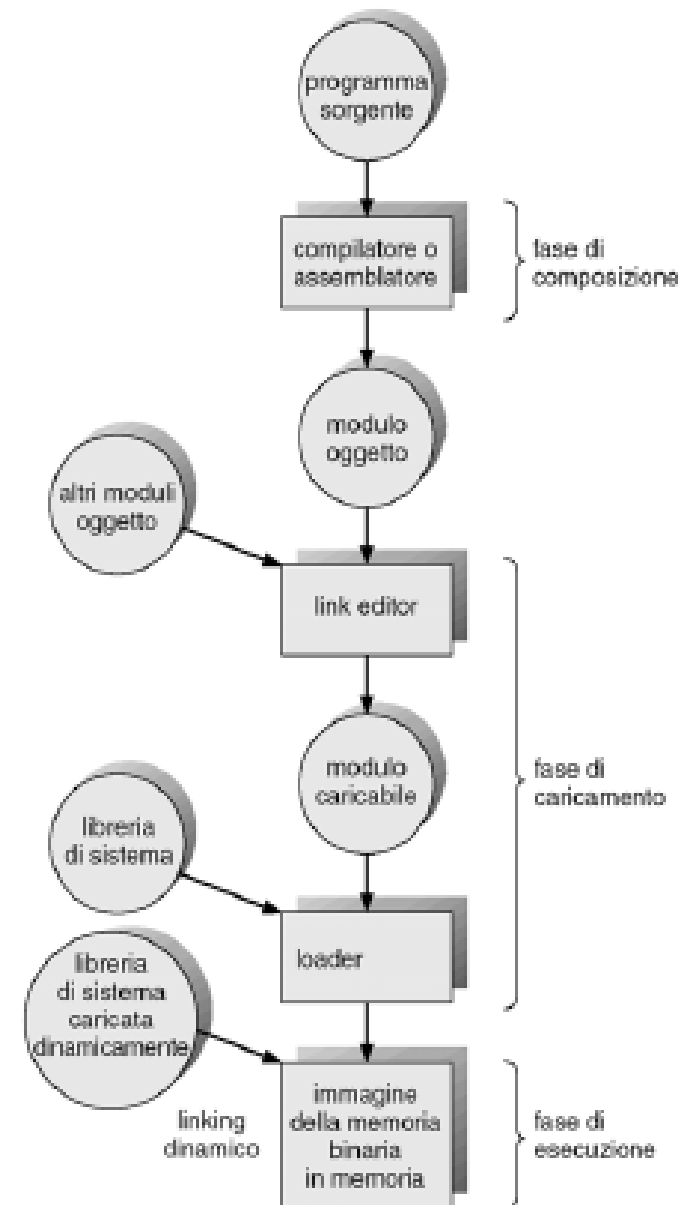 programma
sorgente
compilatore o
assemblatore
fase di
composizione
modulo
oggetto
altri moduli
oggetto
link editor
modulo
caricabile
fase di
caricamento
libreria
di sistema
loader
libreria
di sistema
caricata
dinamicamente
linking
dinamico
immagine
della memoria
binaria
in memoria
fase di
esecuzione